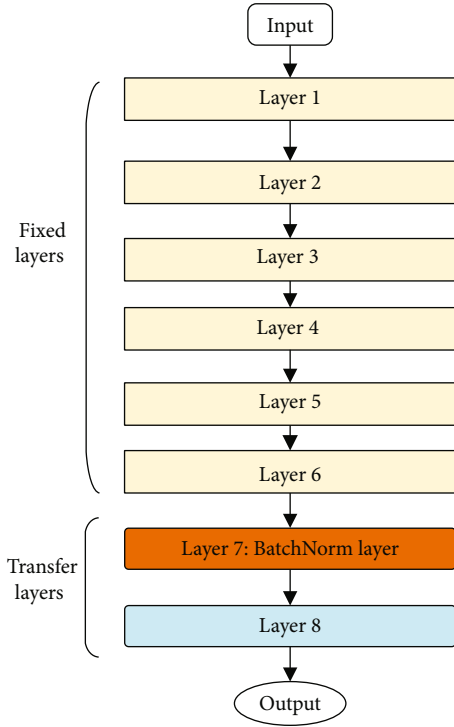 Input
Layer 1
Layer 2
Fixed
layers
Layer 3
Layer 4
Layer 5
Layer 6
Layer 7: BatchNorm layer
Transfer
layers
Layer 8
Output